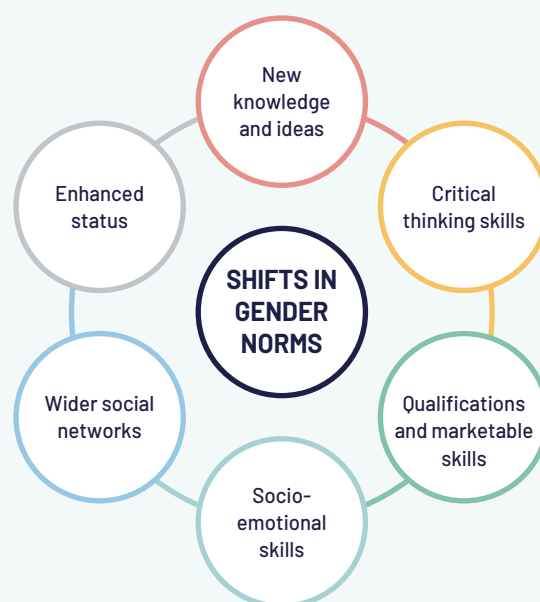 New
knowledge
and ideas
Enhanced
status
Critical
thinking skills
SHIFTS IN
GENDER
NORMS
Wider social
networks
Qualifications
and marketable
skills
Socio-
emotional
skills